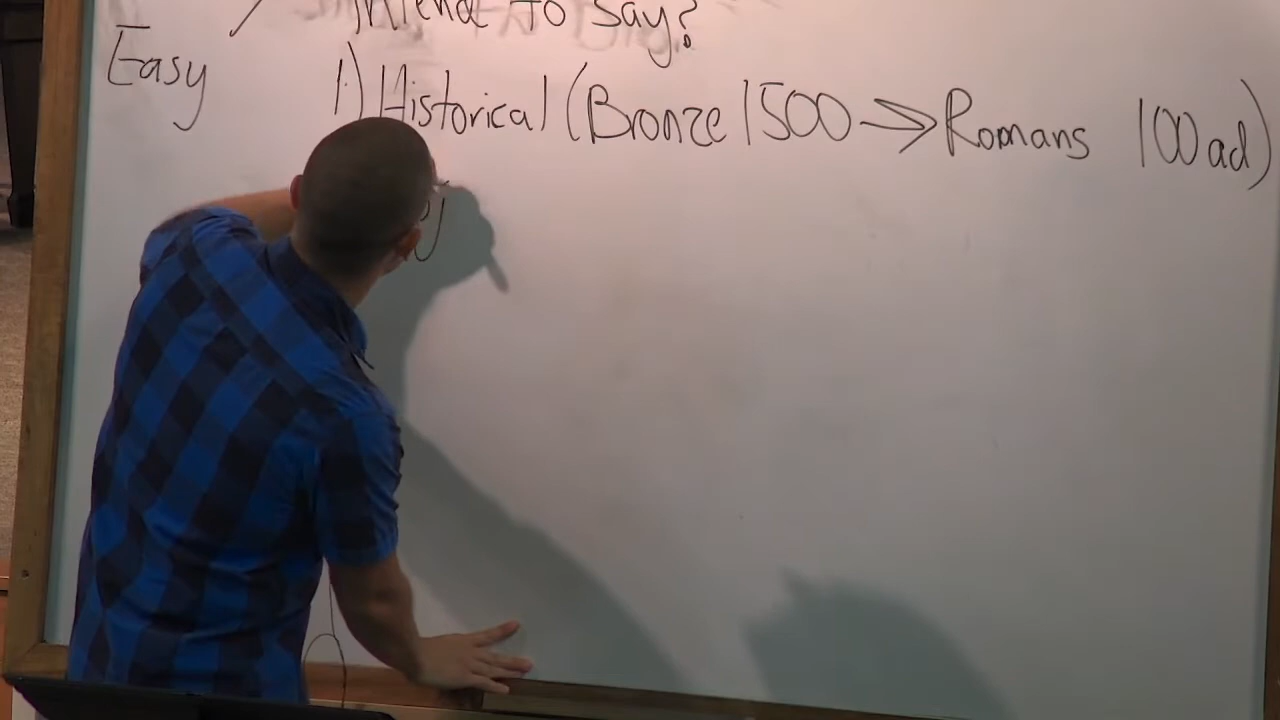 intend to say?
Easy
1) Historical (Bronze 1500 → Romans 100 ad)